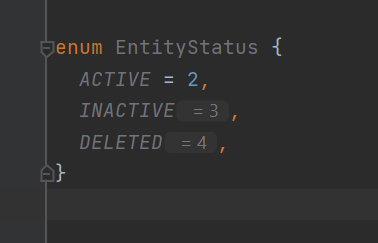 enum EntityStatus {
ACTIVE = 2,
INACTIVE =3,
DELETED =4,
}